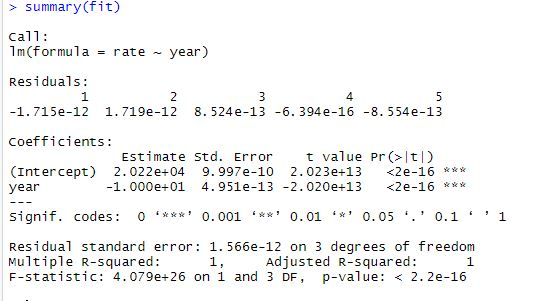 > summary(fit)
Call:
lm(formula = rate ~ year)
Residuals:
1 2 3 4 5
-1.715e-12 1.719e-12 8.524e-13 -6.394e-16 -8.554e-13
Coefficients:
Estimate Std. Error t value Pr(>|t|)
(Intercept) 2.022e+04 9.997e-10 2.023e+13 <2e-16 ***
year -1.000e+01 4.951e-13 -2.020e+13 <2e-16 ***
---
Signif. codes: 0 ‘***’ 0.001 ‘**’ 0.01 ‘*’ 0.05 ‘.’ 0.1 ‘ ’ 1
Residual standard error: 1.566e-12 on 3 degrees of freedom
Multiple R-squared: 1, Adjusted R-squared: 1
F-statistic: 4.079e+26 on 1 and 3 DF, p-value: < 2.2e-16